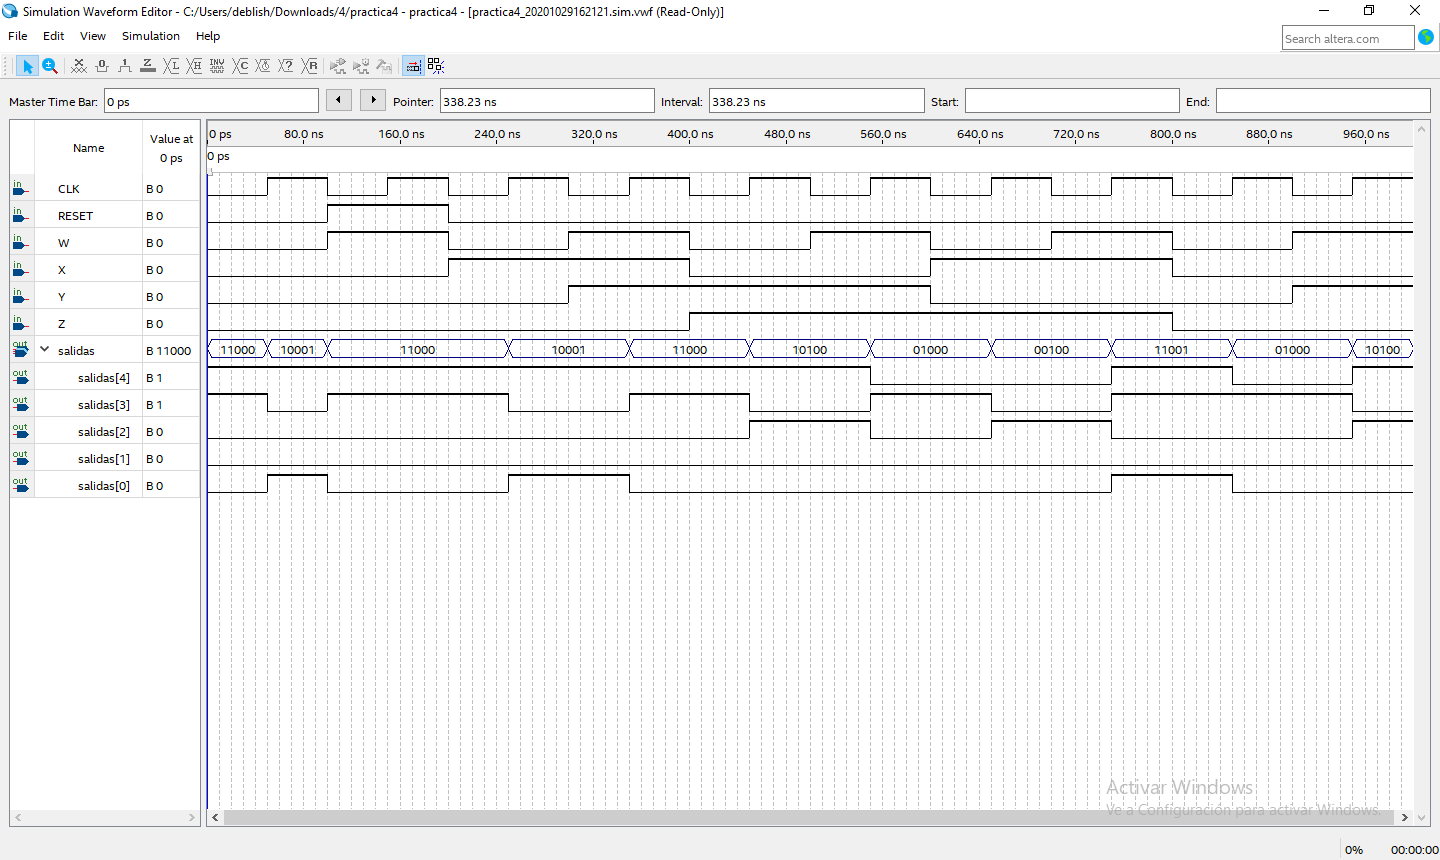 Simulation Waveform Editor - C:/Users/deblish/Downloads/4/practica4 - practica4 - [practica4_20201029162121.sim.vwf (Read-Only)]
File Edit View Simulation Help
Search altera.com
Master Time Bar: 0 ps Pointer: 338.23 ns Interval: 338.23 ns Start: End:
Name Value at 0 ps
0 ps 80.0 ns 160.0 ns 240.0 ns 320.0 ns 400.0 ns 480.0 ns 560.0 ns 640.0 ns 720.0 ns 800.0 ns 880.0 ns 960.0 ns
0 ps
in CLK B 0
in RESET B 0
in W B 0
in X B 0
in Y B 0
in Z B 0
out salidas B 11000 11000 10001 11000 10001 11000 10100 01000 00100 11001 01000 10100
out salidas[4] B 1
out salidas[3] B 1
out salidas[2] B 0
out salidas[1] B 0
out salidas[0] B 0
Activar Windows
Ve a Configuración para activar Windows.
0% 00:00:00